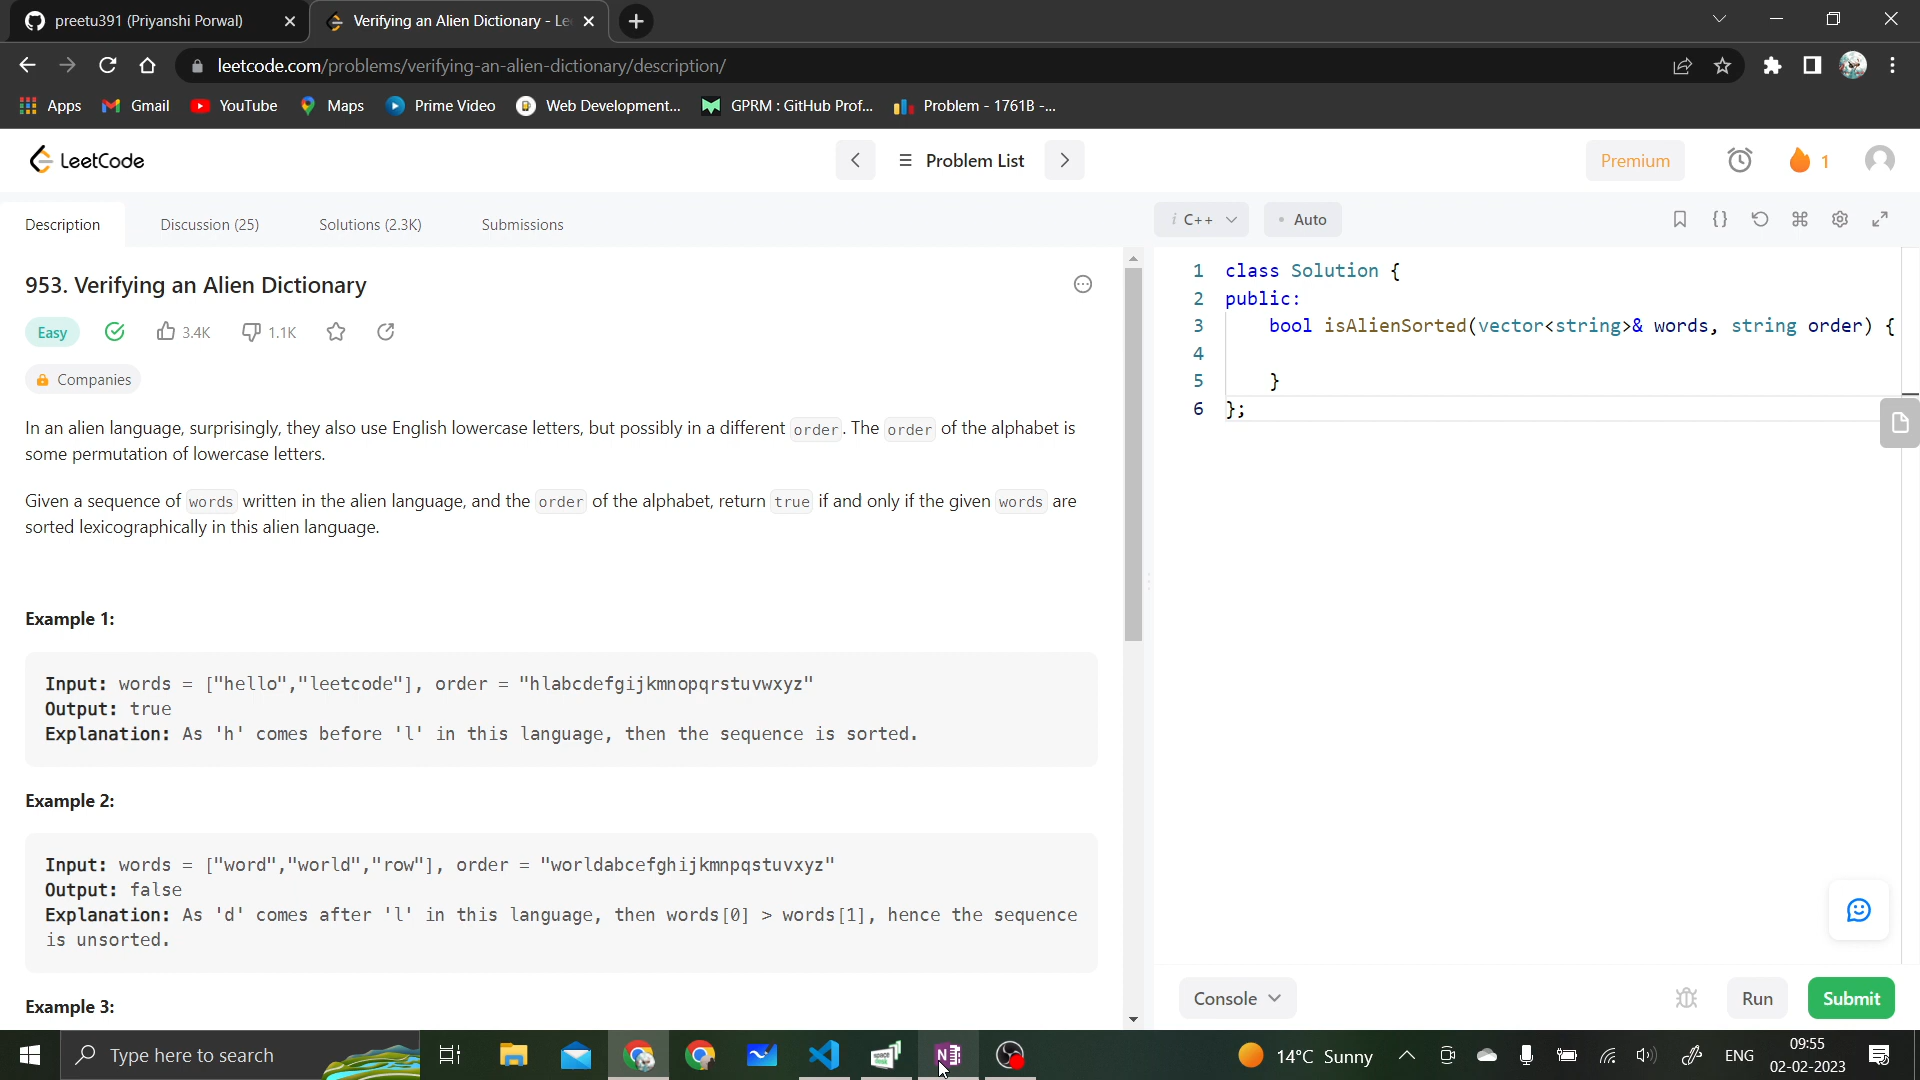 preetu391 (Priyanshi Porwal)
Verifying an Alien Dictionary - Le
leetcode.com/problems/verifying-an-alien-dictionary/description/
Apps Gmail YouTube Maps Prime Video Web Development... GPRM : GitHub Prof... Problem - 1761B -...
LeetCode
Problem List
Premium
1
Description Discussion (25) Solutions (2.3K) Submissions
953. Verifying an Alien Dictionary
Easy 3.4K 1.1K
Companies
In an alien language, surprisingly, they also use English lowercase letters, but possibly in a different order. The order of the alphabet is
some permutation of lowercase letters.
Given a sequence of words written in the alien language, and the order of the alphabet, return true if and only if the given words are
sorted lexicographically in this alien language.
Example 1:
Input: words = ["hello","leetcode"], order = "hlabcdefgijkmnopqrstuvwxyz"
Output: true
Explanation: As 'h' comes before 'l' in this language, then the sequence is sorted.
Example 2:
Input: words = ["word","world","row"], order = "worldabcefghijkmnpqstuvxyz"
Output: false
Explanation: As 'd' comes after 'l' in this language, then words[0] > words[1], hence the sequence
is unsorted.
Example 3:
i C++ • Auto {}
1 class Solution {
2 public:
3 bool isAlienSorted(vector<string>& words, string order) {
4
5 }
6 };
Console Run Submit
Type here to search
14°C Sunny
ENG
09:55
02-02-2023